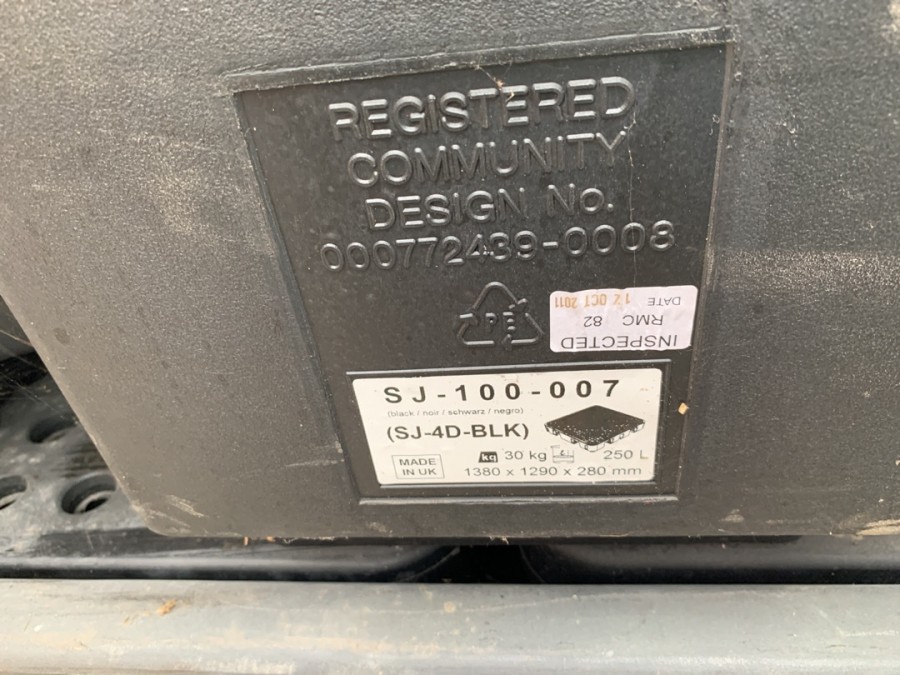 REGISTERED
COMMUNITY
DESIGN No.
000772439-0008
PE
INSPECTED
RMC 82
DATE 12 OCT 2011
SJ-100-007
(black / noir / schwarz / negro)
(SJ-4D-BLK)
kg 30 kg 250 L
MADE
IN UK
1380 x 1290 x 280 mm